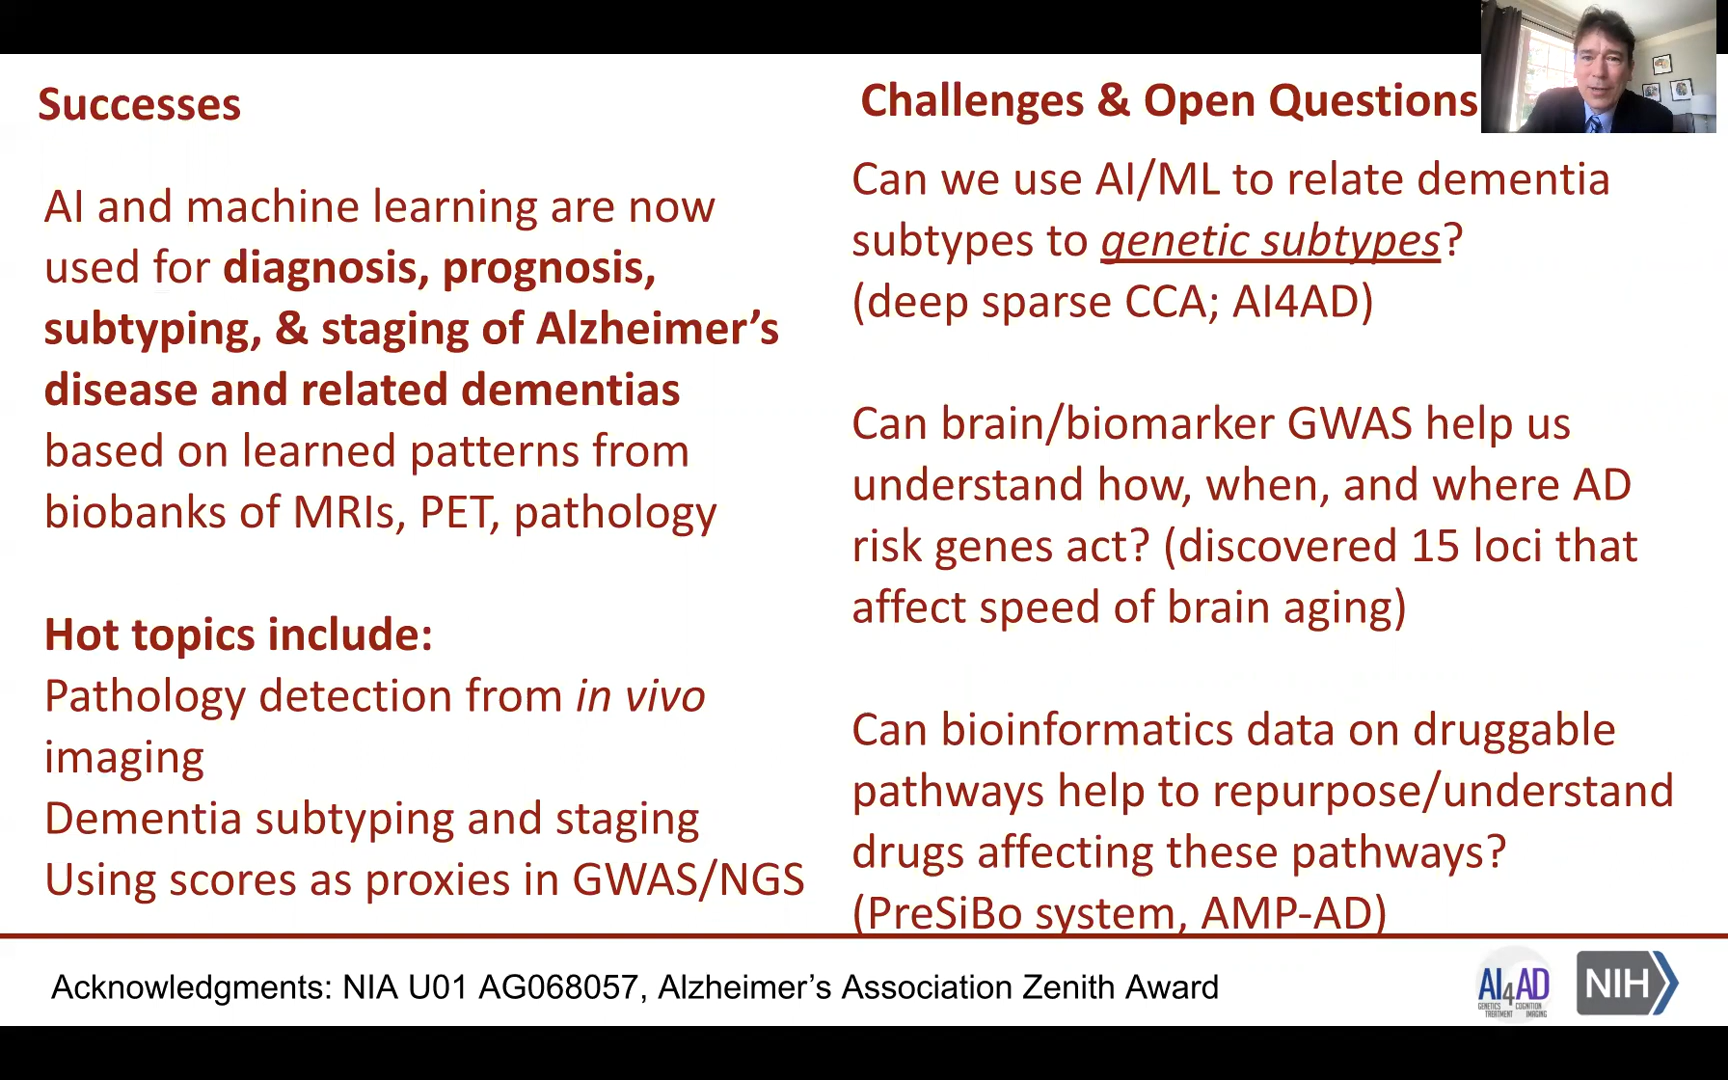 Successes
AI and machine learning are now
used for diagnosis, prognosis,
subtyping, & staging of Alzheimer’s
disease and related dementias
based on learned patterns from
biobanks of MRIs, PET, pathology
Hot topics include:
Pathology detection from in vivo
imaging
Dementia subtyping and staging
Using scores as proxies in GWAS/NGS
Challenges & Open Questions
Can we use AI/ML to relate dementia
subtypes to genetic subtypes?
(deep sparse CCA; AI4AD)
Can brain/biomarker GWAS help us
understand how, when, and where AD
risk genes act? (discovered 15 loci that
affect speed of brain aging)
Can bioinformatics data on druggable
pathways help to repurpose/understand
drugs affecting these pathways?
(PreSiBo system, AMP-AD)
Acknowledgments: NIA U01 AG068057, Alzheimer’s Association Zenith Award
AI4AD
GENETICS COGNITION
TREATMENT IMAGING
NIH